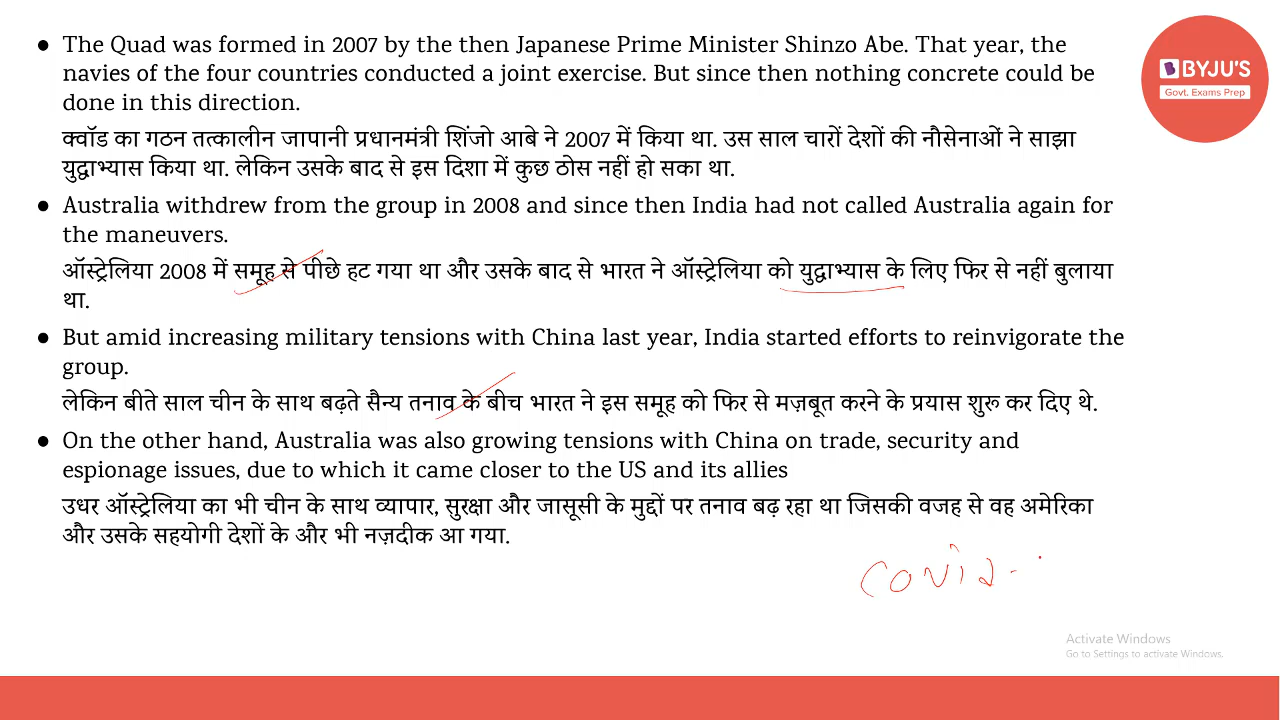 ● The Quad was formed in 2007 by the then Japanese Prime Minister Shinzo Abe. That year, the
navies of the four countries conducted a joint exercise. But since then nothing concrete could be
done in this direction.
क्वॉड का गठन तत्कालीन जापानी प्रधानमंत्री शिंजो आबे ने 2007 में किया था. उस साल चारों देशों की नौसेनाओं ने साझा
युद्वाभ्यास किया था. लेकिन उसके बाद से इस दिशा में कुछ ठोस नहीं हो सका था.
● Australia withdrew from the group in 2008 and since then India had not called Australia again for
the maneuvers.
ऑस्ट्रेलिया 2008 में समूह से पीछे हट गया था और उसके बाद से भारत ने ऑस्ट्रेलिया को युद्वाभ्यास के लिए फिर से नहीं बुलाया
था.
● But amid increasing military tensions with China last year, India started efforts to reinvigorate the
group.
लेकिन बीते साल चीन के साथ बढ़ते सैन्य तनाव के बीच भारत ने इस समूह को फिर से मज़बूत करने के प्रयास शुरू कर दिए थे.
● On the other hand, Australia was also growing tensions with China on trade, security and
espionage issues, due to which it came closer to the US and its allies
उधर ऑस्ट्रेलिया का भी चीन के साथ व्यापार, सुरक्षा और जासूसी के मुद्दों पर तनाव बढ़ रहा था जिसकी वजह से वह अमेरिका
और उसके सहयोगी देशों के और भी नज़दीक आ गया.
BYJU'S
Govt. Exams Prep
Covid -
Activate Windows
Go to Settings to activate Windows.